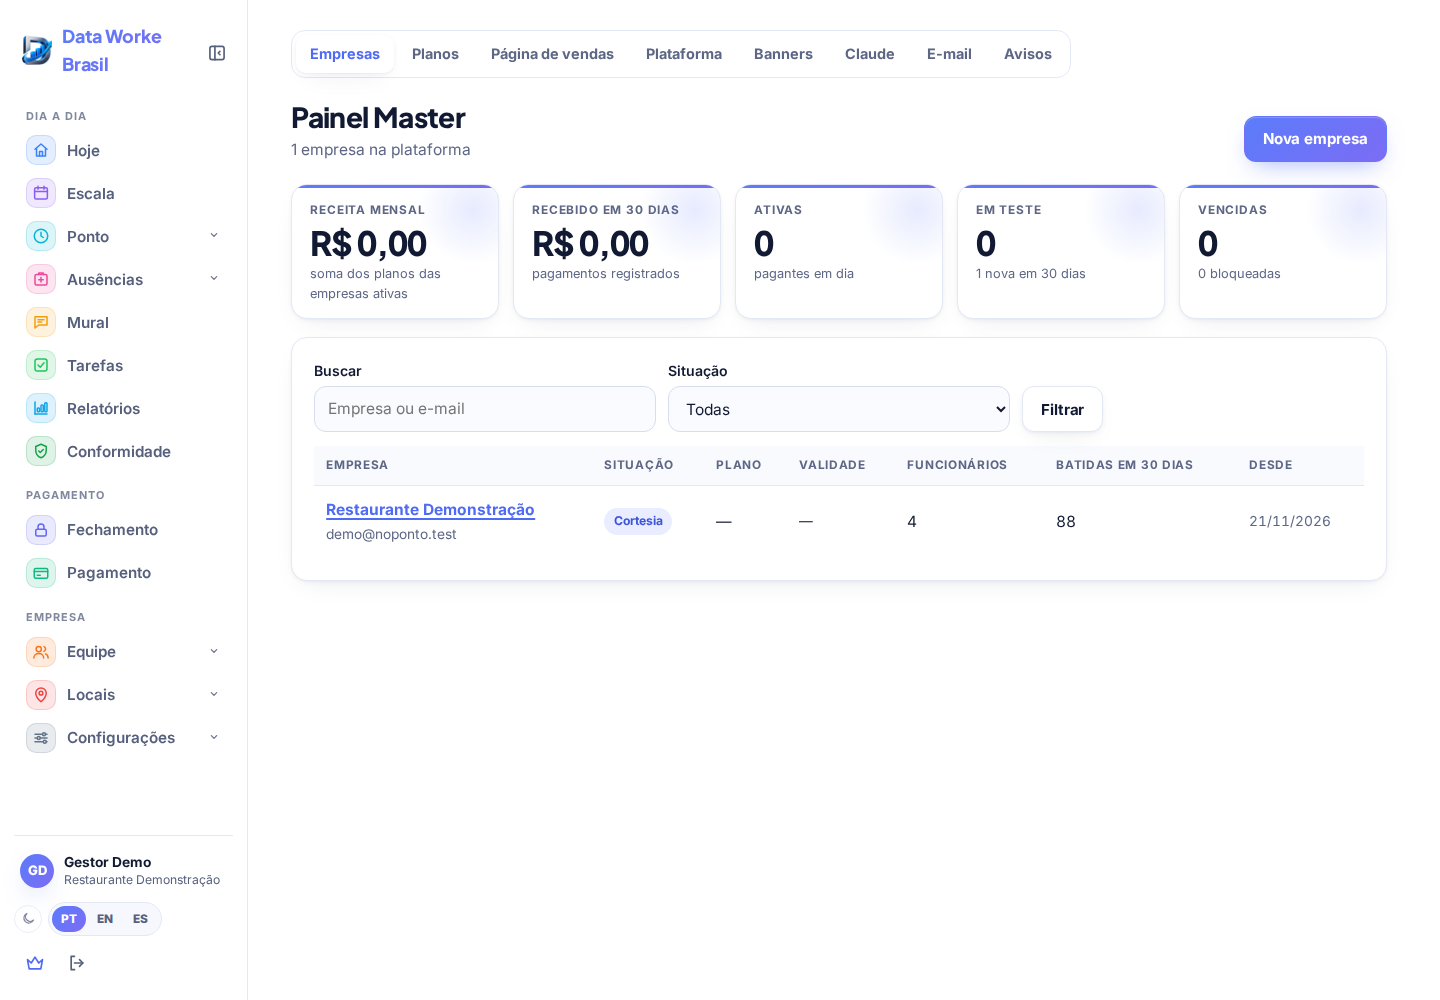 Data Worke
Brasil
DIA A DIA
Hoje
Escala
Ponto
Ausências
Mural
Tarefas
Relatórios
Conformidade
PAGAMENTO
Fechamento
Pagamento
EMPRESA
Equipe
Locais
Configurações
GD
Gestor Demo
Restaurante Demonstração
PT EN ES
Empresas Planos Página de vendas Plataforma Banners Claude E-mail Avisos
Painel Master
1 empresa na plataforma
Nova empresa
RECEITA MENSAL
R$ 0,00
soma dos planos das
empresas ativas
RECEBIDO EM 30 DIAS
R$ 0,00
pagamentos registrados
ATIVAS
0
pagantes em dia
EM TESTE
0
1 nova em 30 dias
VENCIDAS
0
0 bloqueadas
Buscar
Empresa ou e-mail
Situação
Todas
Filtrar
EMPRESA SITUAÇÃO PLANO VALIDADE FUNCIONÁRIOS BATIDAS EM 30 DIAS DESDE
Restaurante Demonstração
demo@noponto.test
Cortesia — — 4 88 21/11/2026